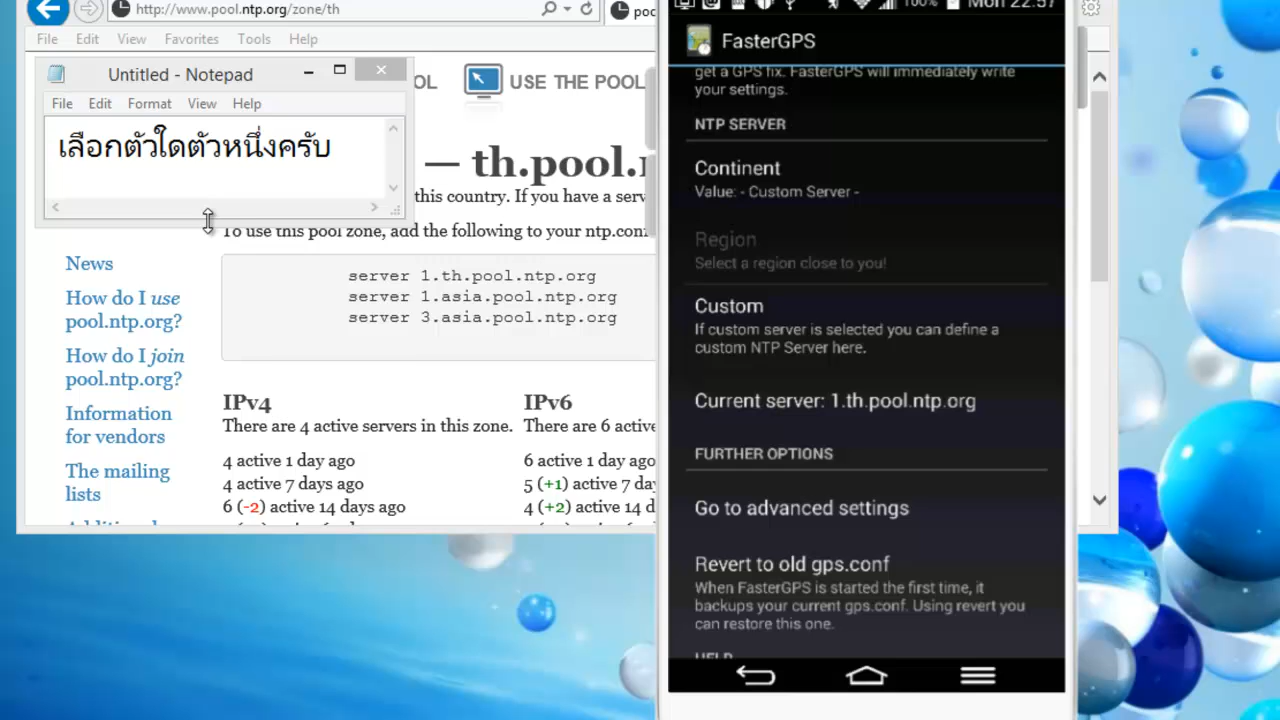 http://www.pool.ntp.org/zone/th
File Edit View Favorites Tools Help
Untitled - Notepad
File Edit Format View Help
เลือกตัวใดตัวหนึ่งครับ
OL
USE THE POOL
— th.pool.
this country. If you have a serv
To use this pool zone, add the following to your ntp.con
server 1.th.pool.ntp.org
server 1.asia.pool.ntp.org
server 3.asia.pool.ntp.org
News
How do I use
pool.ntp.org?
How do I join
pool.ntp.org?
Information
for vendors
The mailing
lists
IPv4
There are 4 active servers in this zone.
4 active 1 day ago
4 active 7 days ago
6 (-2) active 14 days ago
IPv6
There are 6 active
6 active 1 day ago
5 (+1) active 7 day
4 (+2) active 14 da
100%
Mon 22:57
FasterGPS
get a GPS fix. FasterGPS will immediately write
your settings.
NTP SERVER
Continent
Value: - Custom Server -
Region
Select a region close to you!
Custom
If custom server is selected you can define a
custom NTP Server here.
Current server: 1.th.pool.ntp.org
FURTHER OPTIONS
Go to advanced settings
Revert to old gps.conf
When FasterGPS is started the first time, it
backups your current gps.conf. Using revert you
can restore this one.
HELP